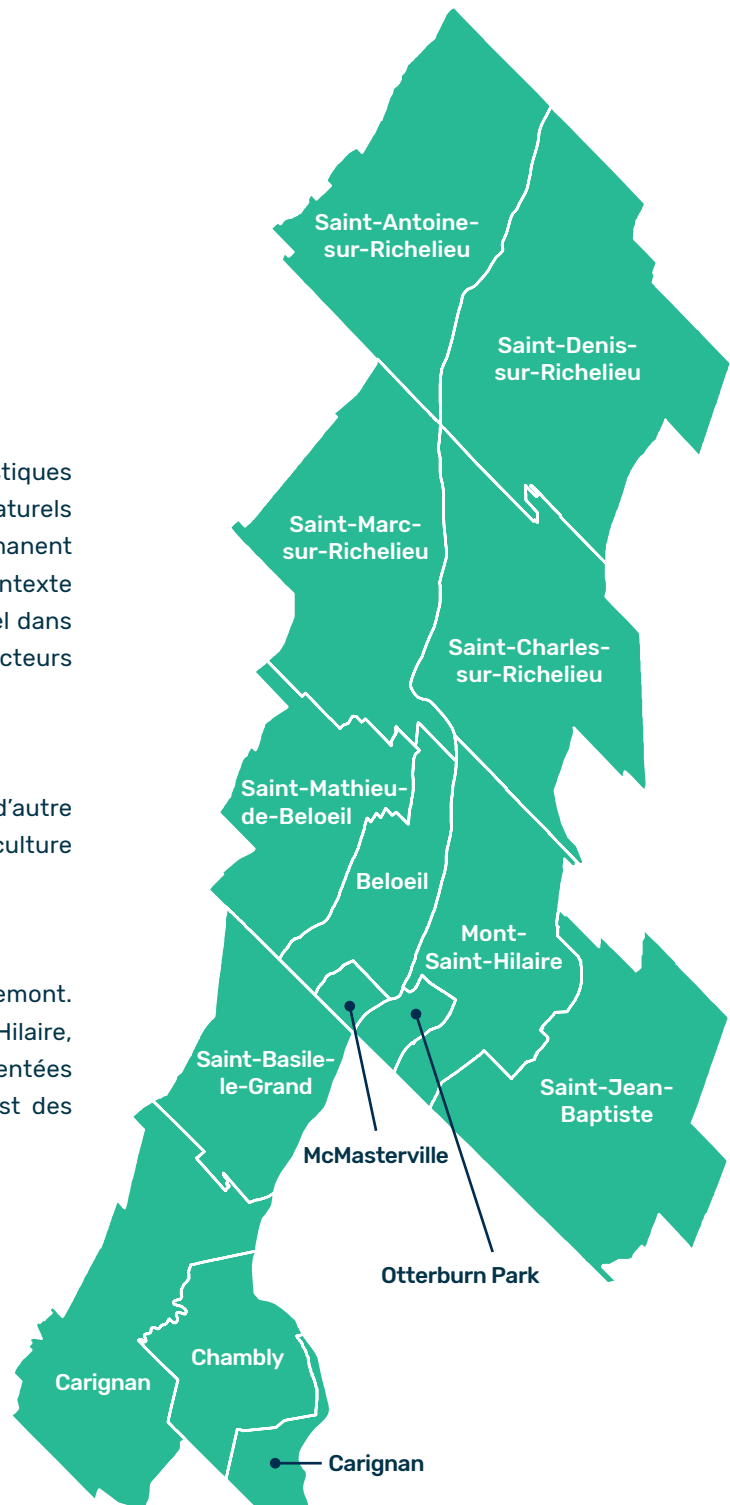 stiques
aturels
nanent
ntexte
el dans
cteurs
d’autre
culture
emont.
Hilaire,
entées
st des
Saint-Antoine-
sur-Richelieu
Saint-Denis-
sur-Richelieu
Saint-Marc-
sur-Richelieu
Saint-Charles-
sur-Richelieu
Saint-Mathieu-
de-Beloeil
Beloeil
Mont-
Saint-Hilaire
Saint-Basile-
le-Grand
Saint-Jean-
Baptiste
McMasterville
Otterburn Park
Chambly
Carignan
Carignan